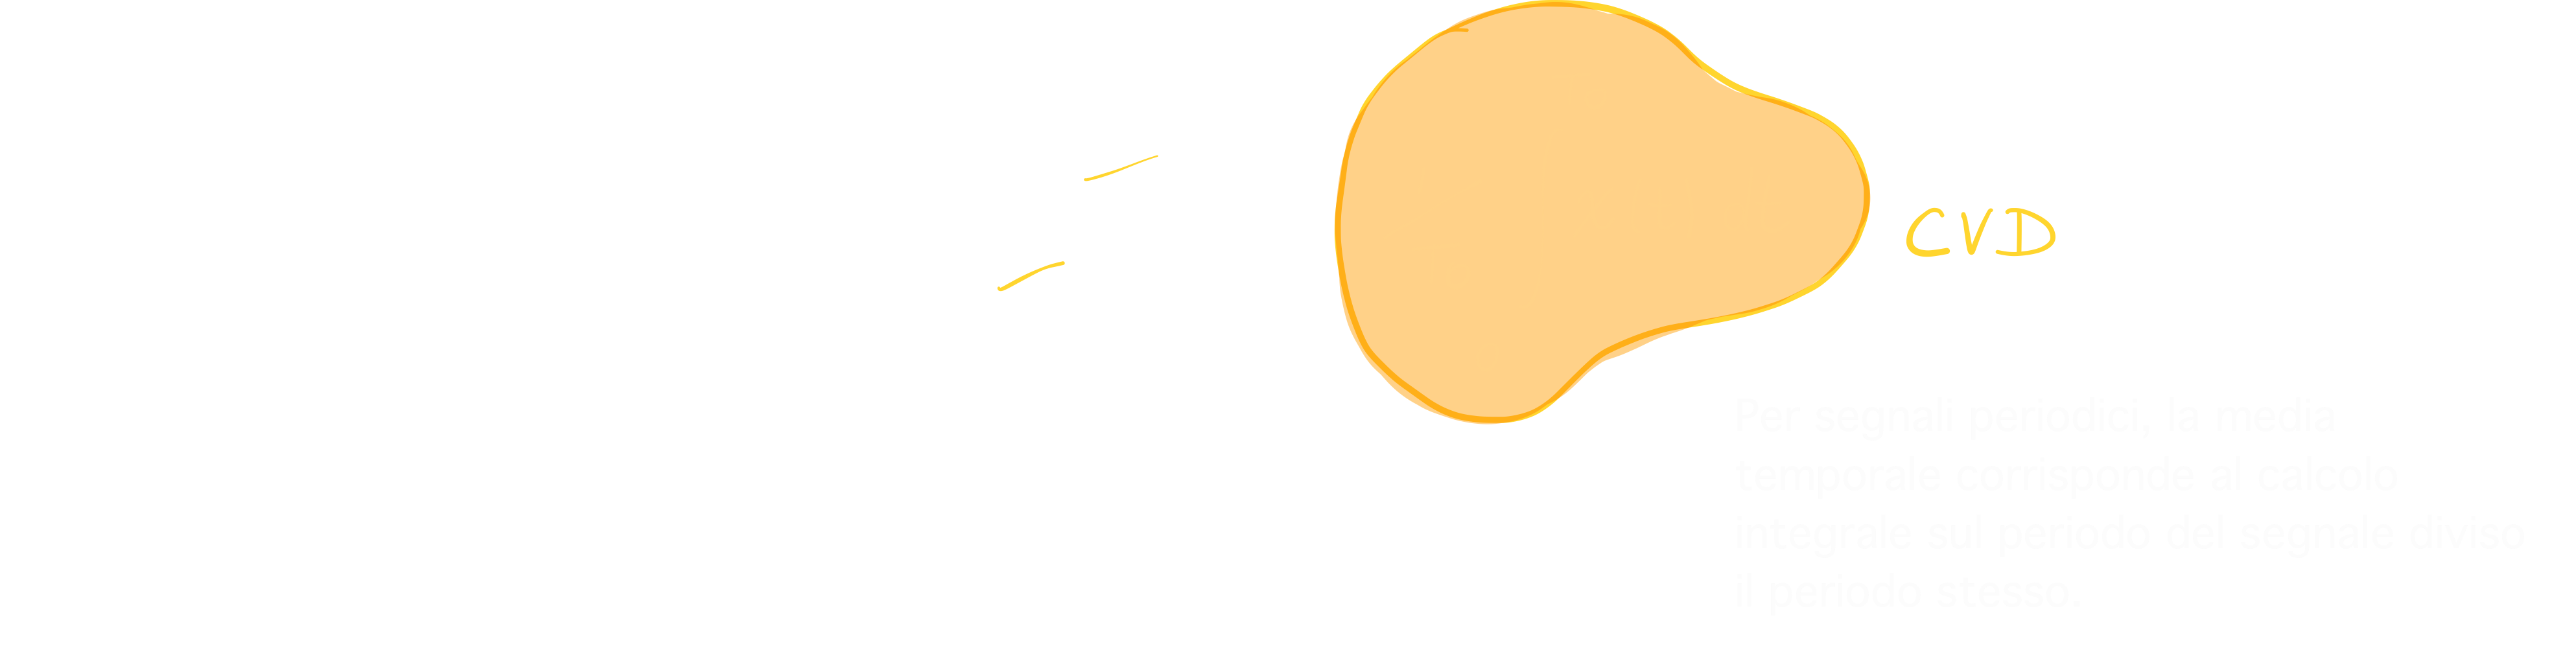 CVD
Per segnali periodici, la media
temporale corrisponde al calcolo
integrale sul periodo del segnale diviso
il periodo stesso.